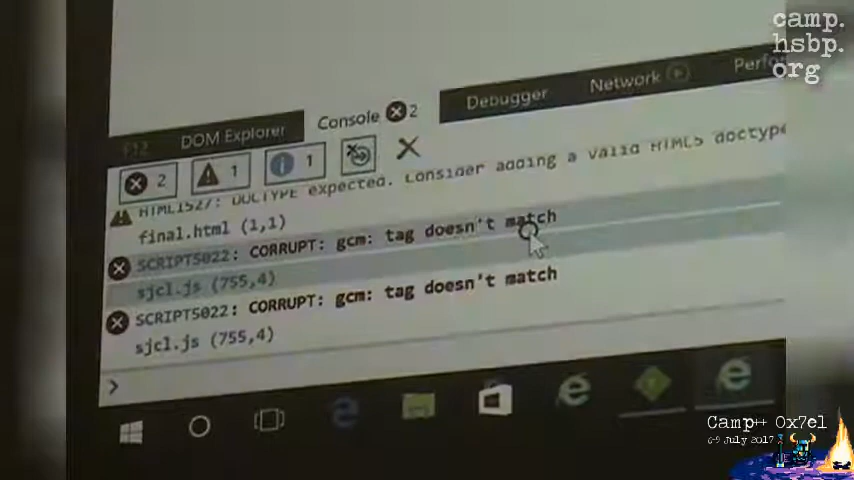 camp.
hsbp.
org
F12 DOM Explorer Console 2 Debugger Network Perfo
2 1 1
HTML1527: DOCTYPE expected. Consider adding a valid HTML5 doctype
final.html (1,1)
SCRIPT5022: CORRUPT: gcm: tag doesn't match
sjcl.js (755,4)
SCRIPT5022: CORRUPT: gcm: tag doesn't match
sjcl.js (755,4)
>
Camp++ 0x7e1
6-9 July 2017